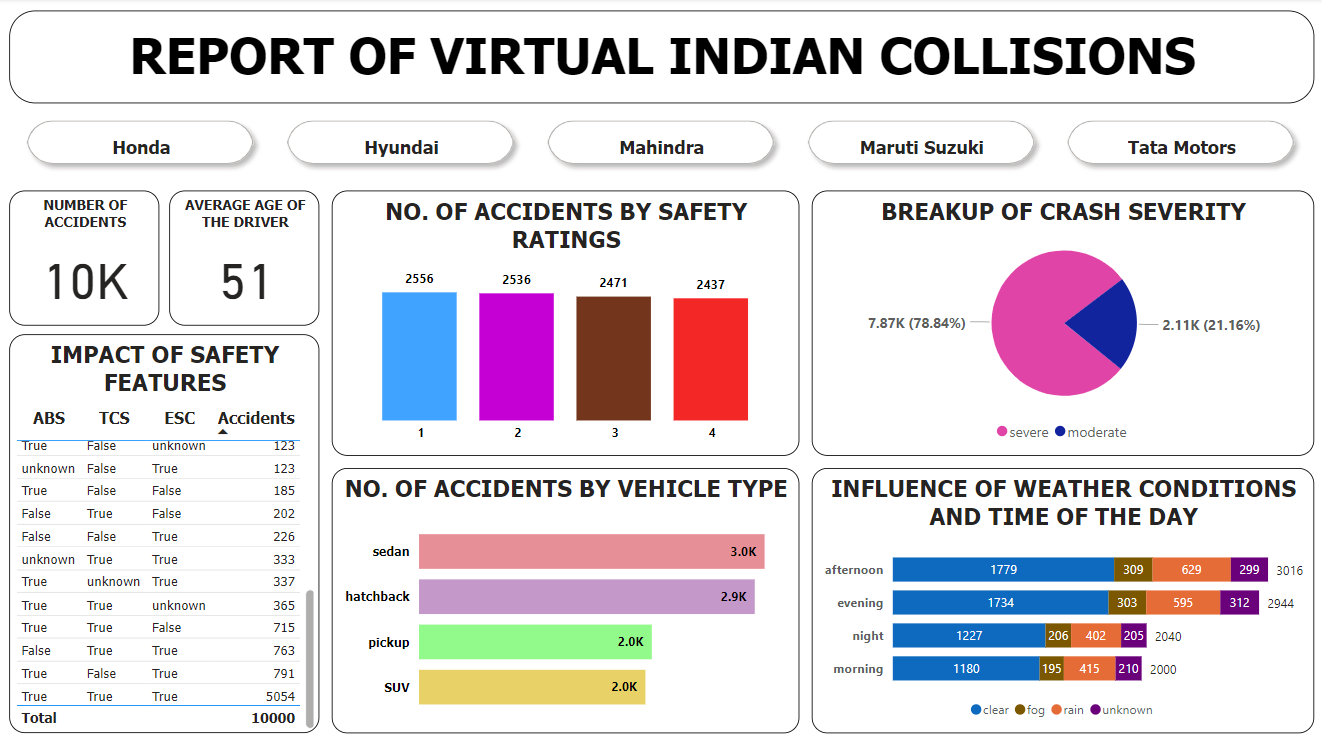 REPORT OF VIRTUAL INDIAN COLLISIONS
Honda Hyundai Mahindra Maruti Suzuki Tata Motors
NUMBER OF
ACCIDENTS
10K
AVERAGE AGE OF
THE DRIVER
51
IMPACT OF SAFETY
FEATURES
ABS TCS ESC Accidents
True False unknown 123
unknown False True 123
True False False 185
False True False 202
False False True 226
unknown True True 333
True unknown True 337
True True unknown 365
True True False 715
False True True 763
True False True 791
True True True 5054
Total 10000
NO. OF ACCIDENTS BY SAFETY
RATINGS
2556 2536 2471 2437
1 2 3 4
NO. OF ACCIDENTS BY VEHICLE TYPE
sedan 3.0K
hatchback 2.9K
pickup 2.0K
SUV 2.0K
BREAKUP OF CRASH SEVERITY
7.87K (78.84%) 2.11K (21.16%)
severe moderate
INFLUENCE OF WEATHER CONDITIONS
AND TIME OF THE DAY
afternoon 1779 309 629 299 3016
evening 1734 303 595 312 2944
night 1227 206 402 205 2040
morning 1180 195 415 210 2000
clear fog rain unknown